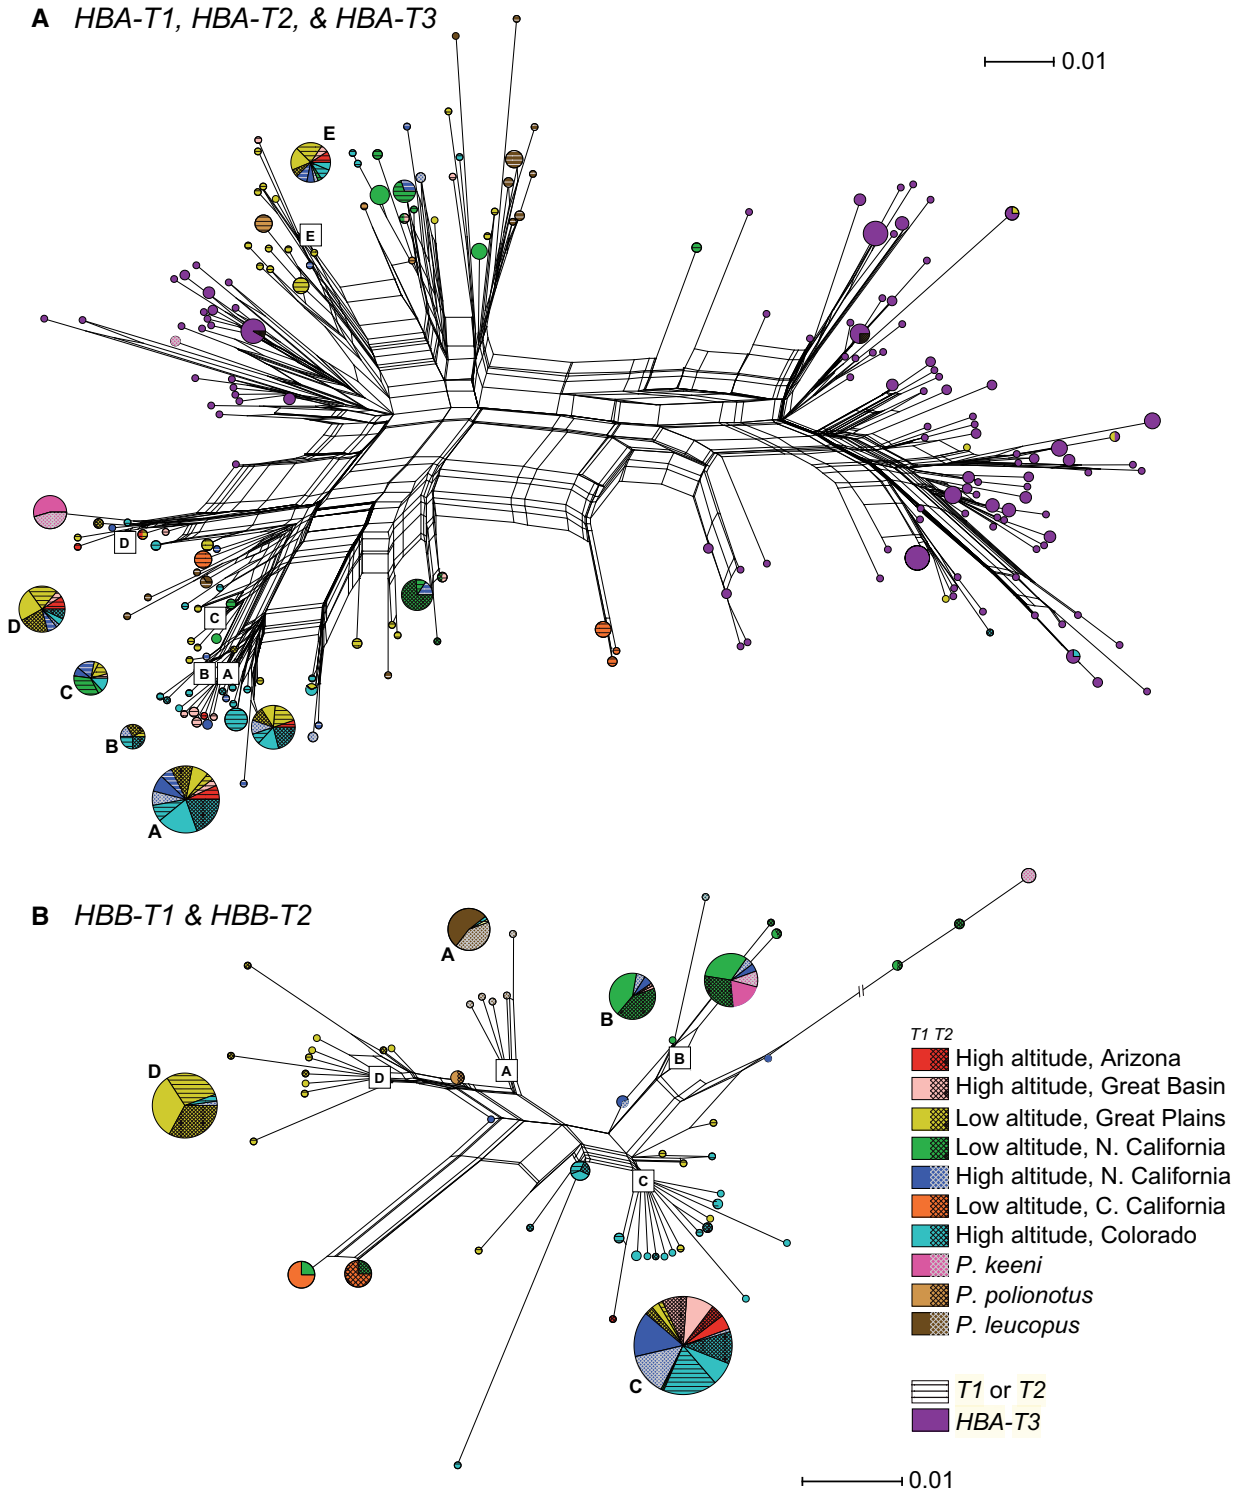 A HBA-T1, HBA-T2, & HBA-T3
0.01
E
E
D
D
C
C
B
A
B
A
B HBB-T1 & HBB-T2
A
B
B
A
D
D
C
C
T1 T2
High altitude, Arizona
High altitude, Great Basin
Low altitude, Great Plains
Low altitude, N. California
High altitude, N. California
Low altitude, C. California
High altitude, Colorado
P. keeni
P. polionotus
P. leucopus
T1 or T2
HBA-T3
0.01